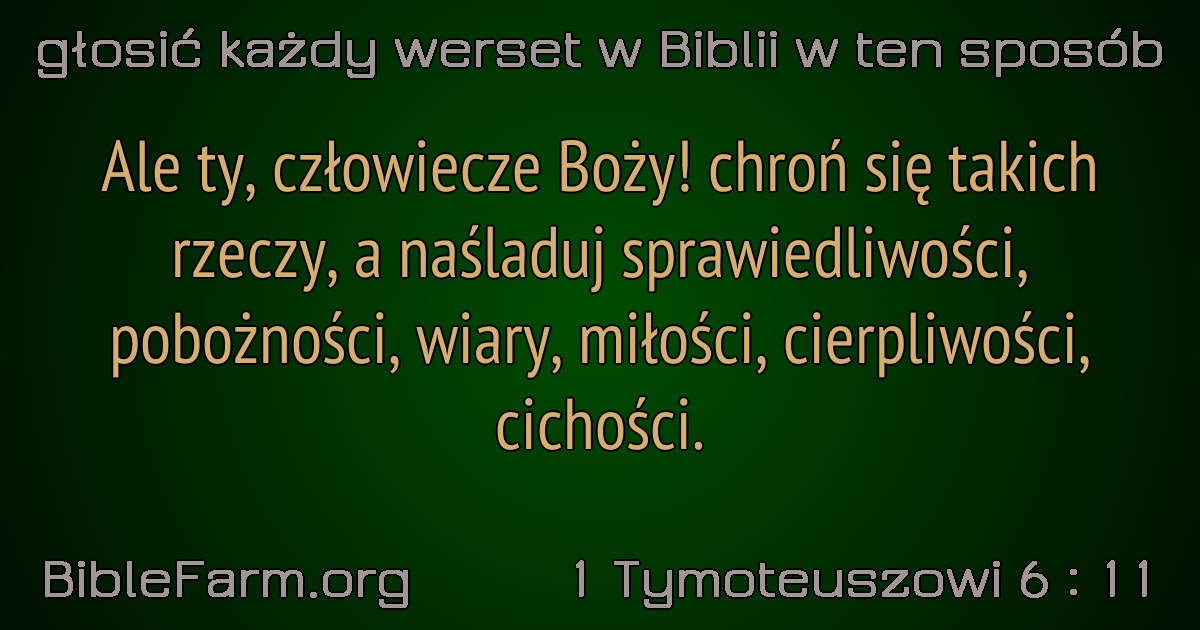 głosić każdy werset w Biblii w ten sposób
Ale ty, człowiecze Boży! chroń się takich
rzeczy, a naśladuj sprawiedliwości,
pobożności, wiary, miłości, cierpliwości,
cichości.
BibleFarm.org
1 Tymoteuszowi 6 : 11